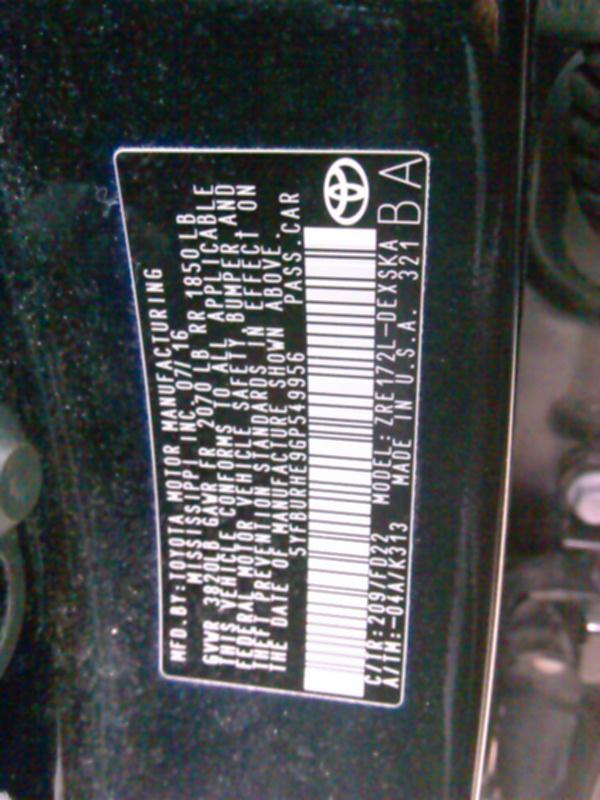 MFD.BY:TOYOTA MOTOR MANUFACTURING
MISSISSIPPI INC. 07/16
GVWR 3820LB GAWR FR 2070 LB RR 1850LB
THIS VEHICLE CONFORMS TO ALL APPLICABLE
FEDERAL MOTOR VEHICLE SAFETY, BUMPER AND
THEFT PREVENTION STANDARDS IN EFFECT ON
THE DATE OF MANUFACTURE SHOWN ABOVE.
5YFBURHE9GP549956 PASS.CAR
C/TR:209/FD22 MODEL:ZRE172L-DEXSKA
A/TM:-04A/K313 MADE IN U.S.A. 321
BA